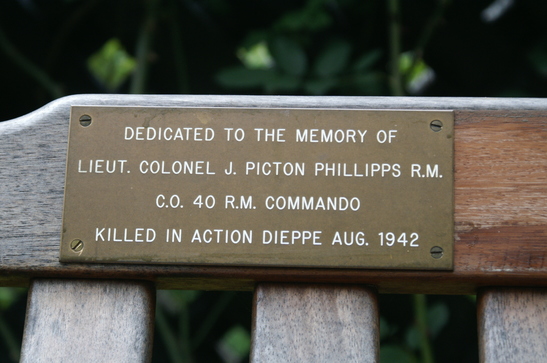 DEDICATED TO THE MEMORY OF
LIEUT. COLONEL J. PICTON PHILLIPPS R.M.
C.O. 40 R.M. COMMANDO
KILLED IN ACTION DIEPPE AUG. 1942